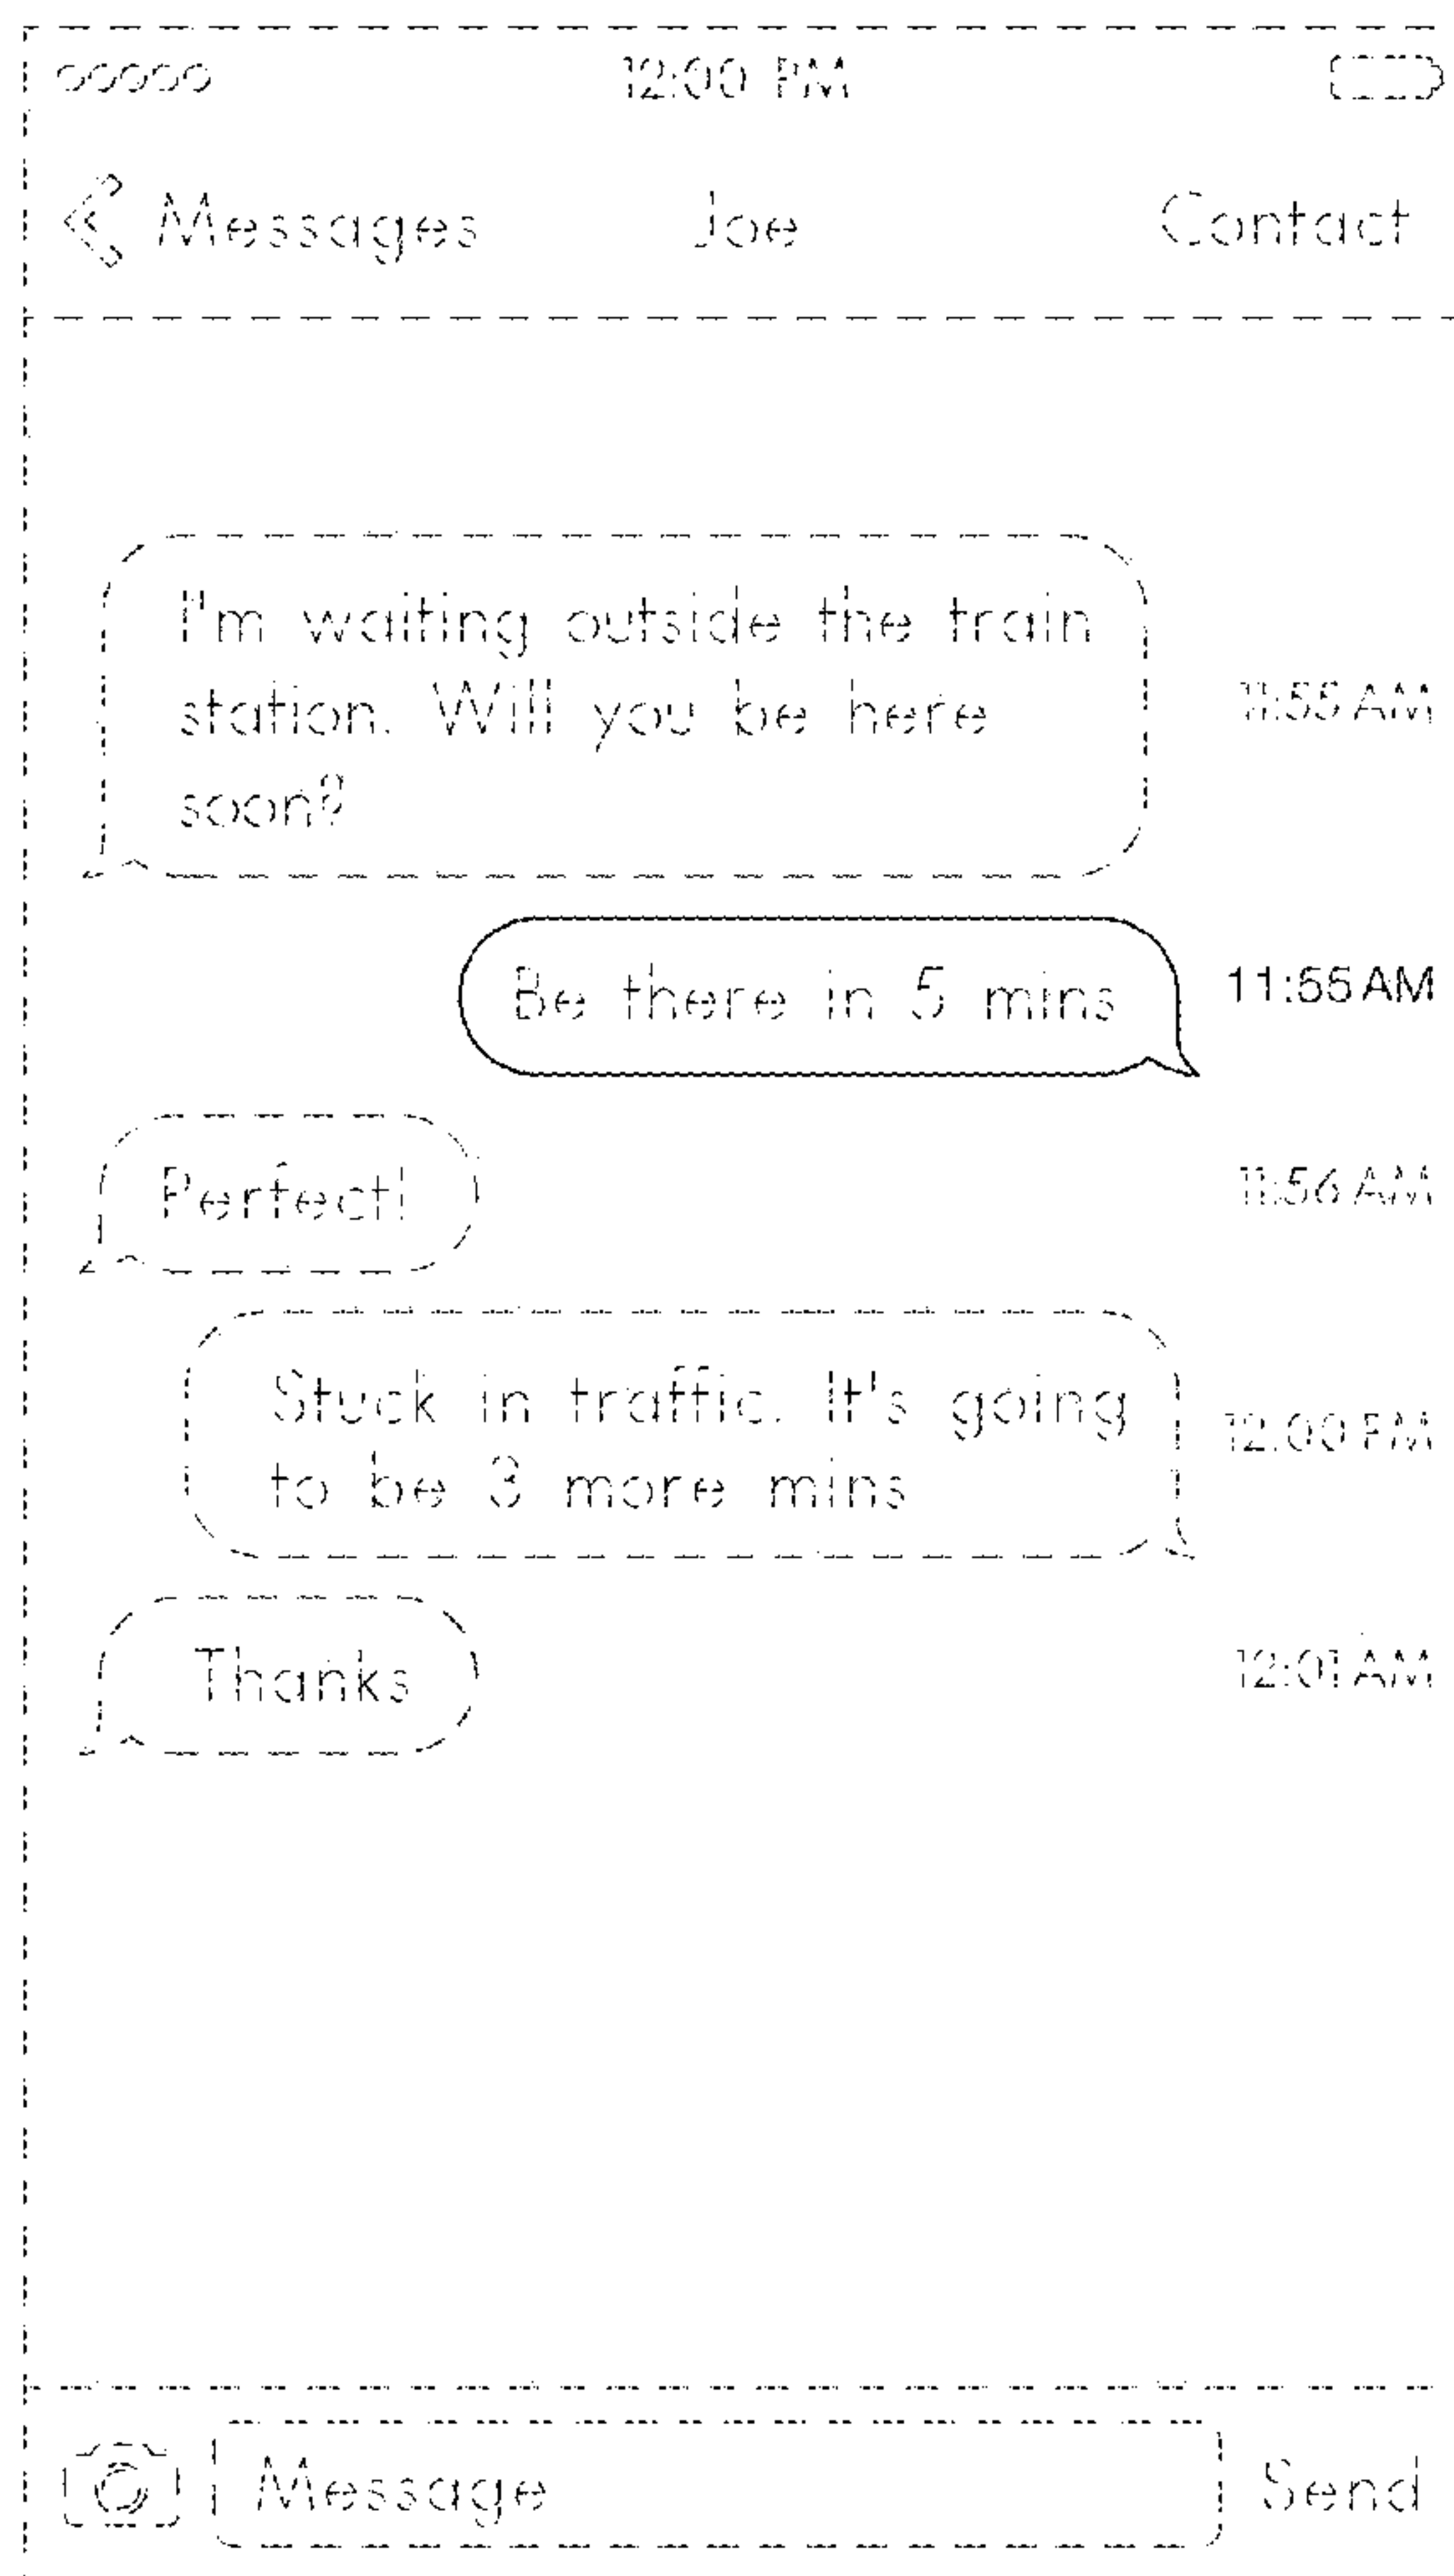 12:00 PM
Messages Joe Contact
I'm waiting outside the train
station. Will you be here
soon?
11:55 AM
Be there in 5 mins
11:55 AM
Perfect!
11:56 AM
Stuck in traffic. It's going
to be 3 more mins
12:00 PM
Thanks
12:01 AM
Message
Send